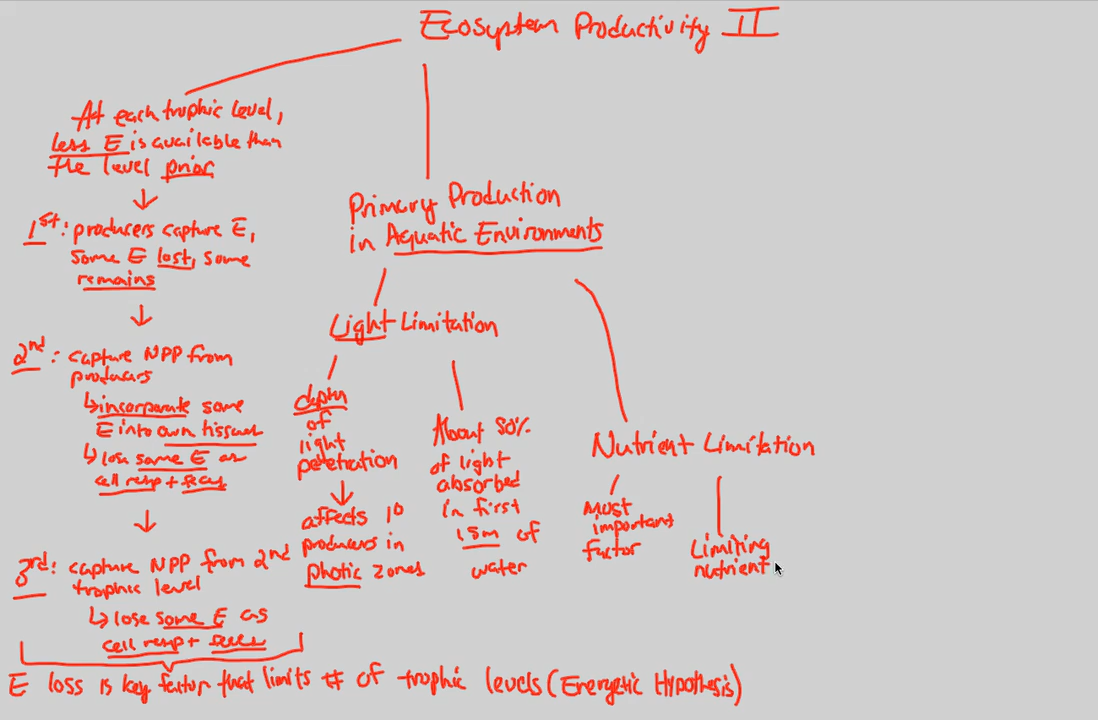 Ecosystem Productivity II
At each trophic level,
less E is available than
the level prior
↓
1st: producers capture E,
some E lost, some
remains
↓
2nd: capture NPP from
producers
↳ incorporate some
E into own tissues
↳ lose some E as
cell resp + feces
↓
3rd: capture NPP from 2nd
trophic level
↳ lose some E as
cell resp + feces
E loss is key factor that limits # of trophic levels (Energetic Hypothesis)
Primary Production
in Aquatic Environments
Light Limitation
depth
of
light
penetration
↓
affects 1°
producers in
photic zones
About 80%
of light
absorbed
in first
15m of
water
Nutrient Limitation
Most
important
factor
Limiting
nutrient